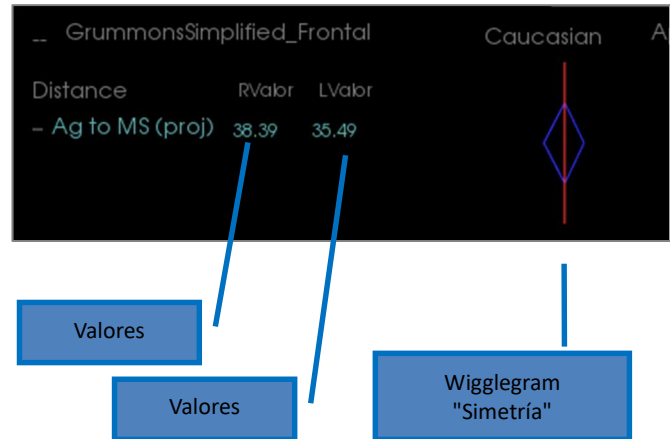 -- GrummonsSimplified_Frontal Caucasian A
Distance RValor LValor
– Ag to MS (proj) 38.39 35.49
Valores
Valores
Wigglegram
"Simetría"